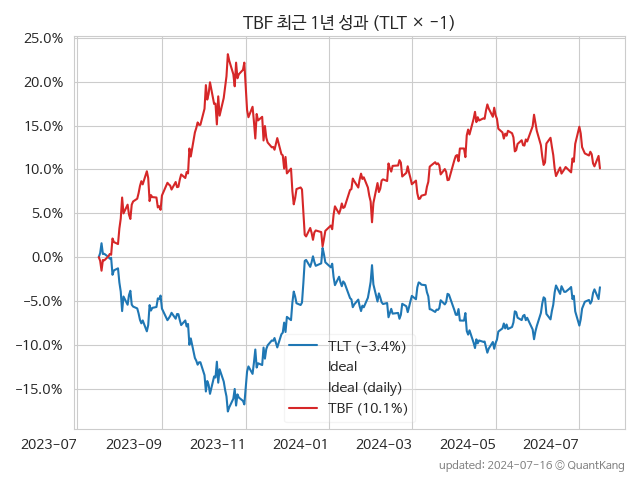 TBF 최근 1년 성과 (TLT × −1)
25.0%
20.0%
15.0%
10.0%
5.0%
0.0%
−5.0%
−10.0%
−15.0%
TLT (−3.4%)
Ideal
Ideal (daily)
TBF (10.1%)
2023-07 2023-09 2023-11 2024-01 2024-03 2024-05 2024-07
updated: 2024-07-16 © QuantKang